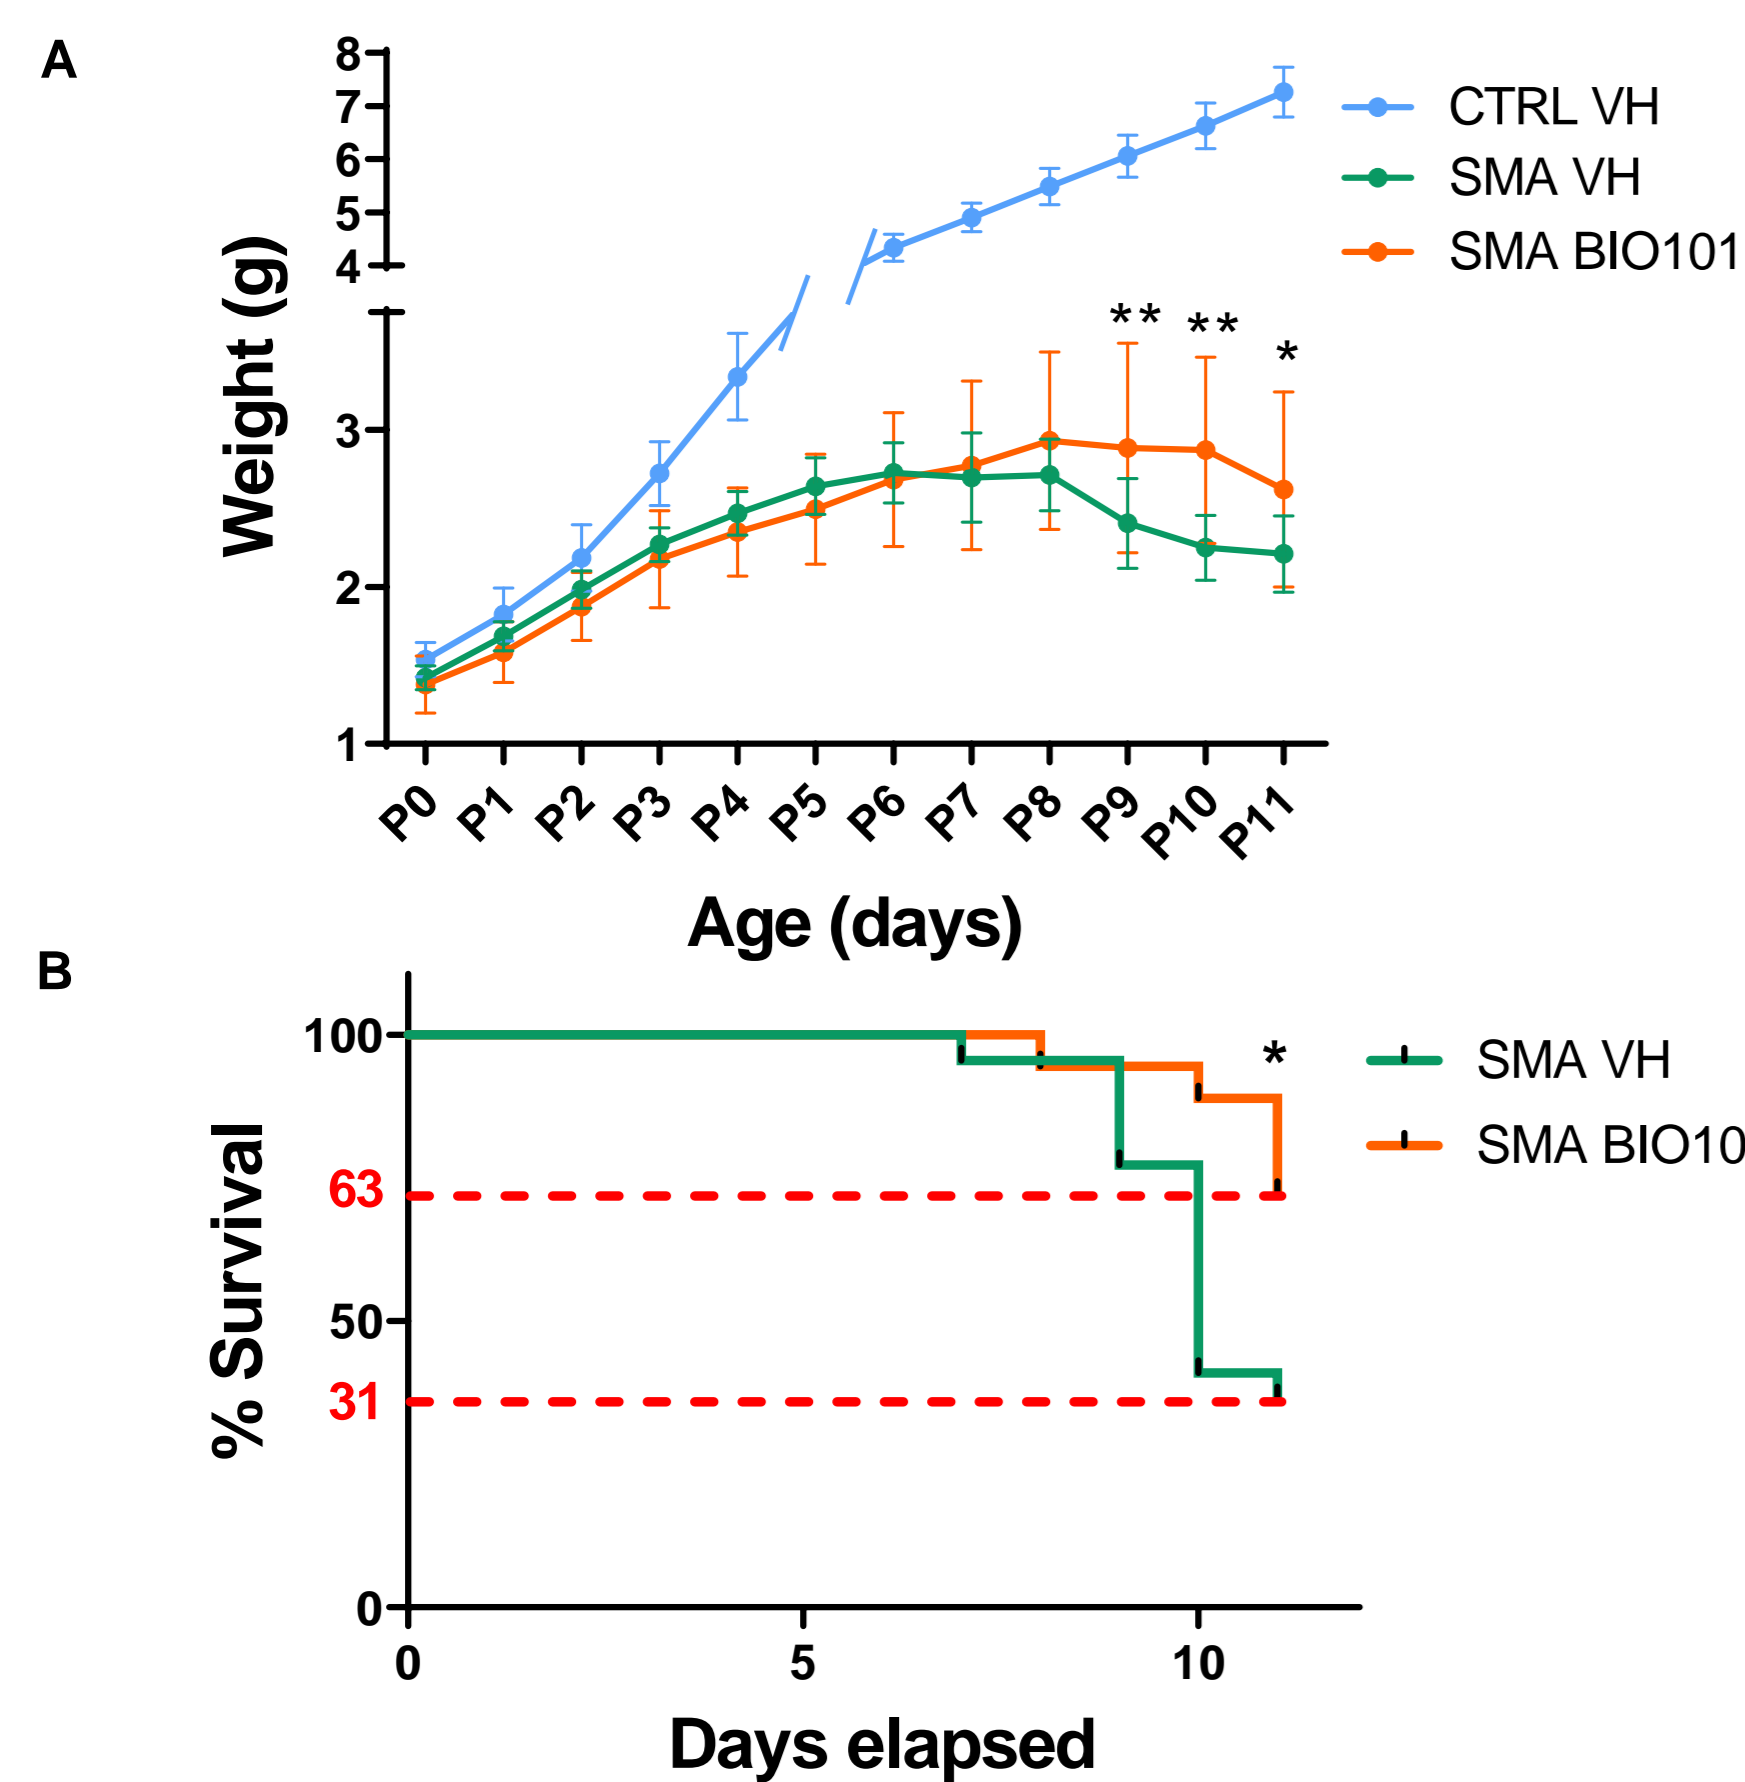 A
8
7
6
5
4
3
2
1
Weight (g)
CTRL VH
SMA VH
SMA BIO101
** ** *
P0 P1 P2 P3 P4 P5 P6 P7 P8 P9 P10 P11
Age (days)
B
100
63
50
31
0
% Survival
*
SMA VH
SMA BIO10
0 5 10
Days elapsed